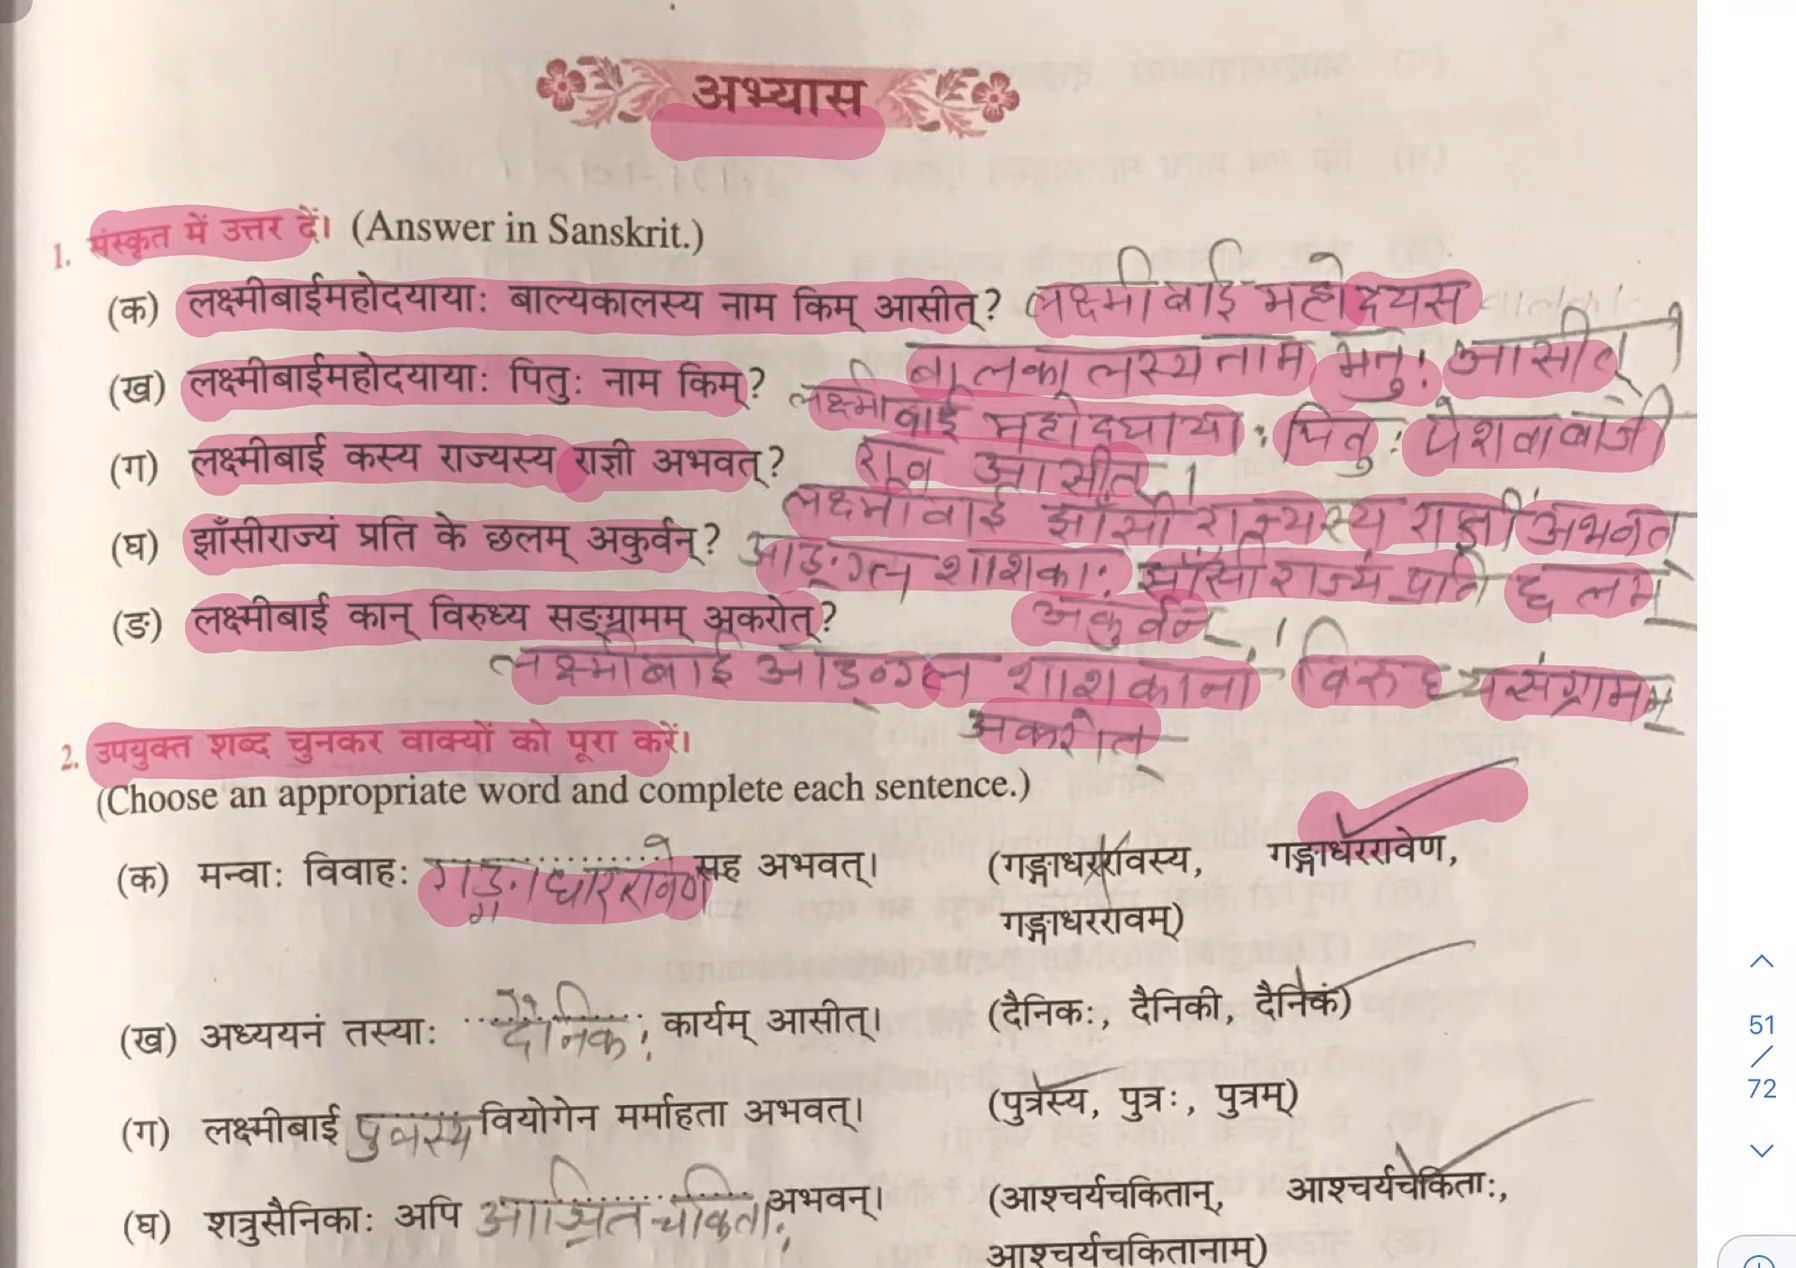 अभ्यास
1. संस्कृत में उत्तर दें। (Answer in Sanskrit.)
(क) लक्ष्मीबाईमहोदयायाः बाल्यकालस्य नाम किम् आसीत्? लक्ष्मीबाई महोदयस
बालकालस्य नाम मनुः आसीत् ।
(ख) लक्ष्मीबाईमहोदयायाः पितुः नाम किम्? लक्ष्मीबाई महोदयायाः पितुः पेशवाबाजी
राव आसीत् ।
(ग) लक्ष्मीबाई कस्य राज्यस्य राज्ञी अभवत्?
लक्ष्मीबाई झाँसी राज्यस्य राज्ञी अभवत्
(घ) झाँसीराज्यं प्रति के छलम् अकुर्वन्? आङ्ग्ल शाशकाः झाँसी राज्यं प्रति छलम्
अकुर्वन् ।
(ङ) लक्ष्मीबाई कान् विरुध्य सङ्ग्रामम् अकरोत्?
लक्ष्मीबाई आङ्ग्ल शाशकानां विरुध्य संग्रामम्
अकरोत्
2. उपयुक्त शब्द चुनकर वाक्यों को पूरा करें।
(Choose an appropriate word and complete each sentence.)
(क) मन्वाः विवाहः गङ्गाधररावेण सह अभवत्। (गङ्गाधररावस्य, गङ्गाधररावेण,
गङ्गाधररावम्)
(ख) अध्ययनं तस्याः दैनिकः कार्यम् आसीत्। (दैनिकः, दैनिकी, दैनिकं)
(ग) लक्ष्मीबाई पुत्रस्य वियोगेन मर्माहता अभवत्। (पुत्रस्य, पुत्रः, पुत्रम्)
(घ) शत्रुसैनिकाः अपि चकिताः अभवन्। (आश्चर्यचकितान्, आश्चर्यचकिताः,
आश्चर्यचकितानाम्)
51
/
72